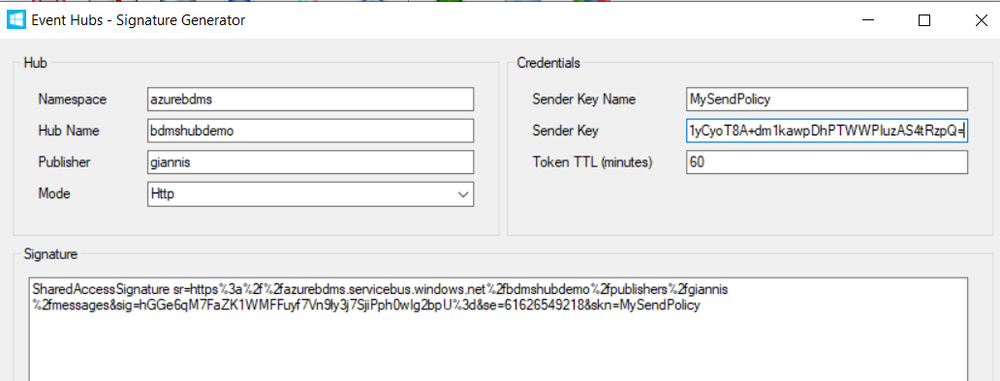 Event Hubs - Signature Generator
Hub
Namespace azurebdms
Hub Name bdmshubdemo
Publisher giannis
Mode Http
Credentials
Sender Key Name MySendPolicy
Sender Key 1yCyoT8A+dm1kawpDhPTWWPluzAS4tRzpQ=
Token TTL (minutes) 60
Signature
SharedAccessSignature sr=https%3a%2f%2fazurebdms.servicebus.windows.net%2fbdmshubdemo%2fpublishers%2fgiannis
%2fmessages&sig=hGGe6qM7FaZK1WMFFuyf7Vn9ly3j7SjiPph0wlg2bpU%3d&se=61626549218&skn=MySendPolicy